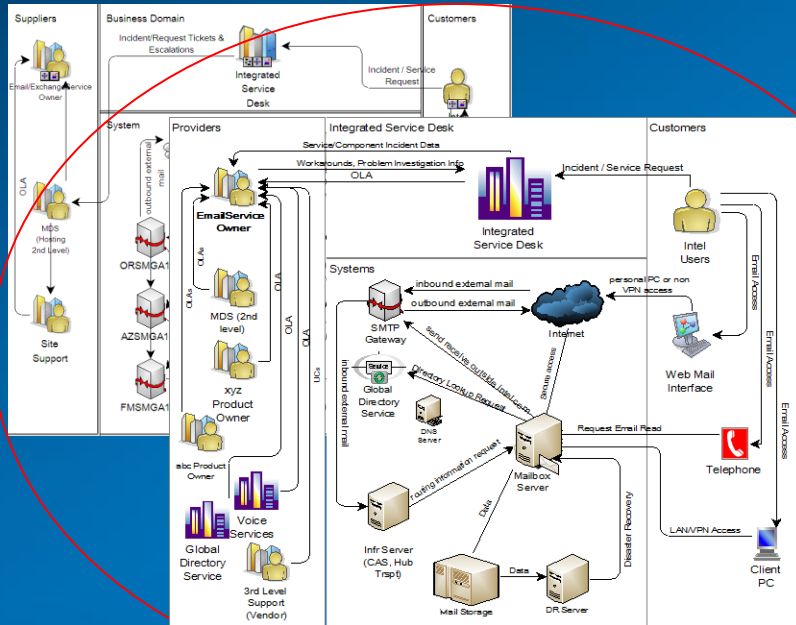 Suppliers
Business Domain
Customers
Incident/Request Tickets &
Escalations
Email/Exchange Service
Owner
Integrated
Service
Desk
Incident / Service
Request
System
outbound external
mail
OLA
MDS
(Hosting
2nd Level)
Site
Support
ORSMGA1
AZSMGA1
FMSMGA1
Providers
Integrated Service Desk
Customers
Service/Component Incident Data
Workarounds, Problem Investigation Info
OLA
Incident / Service Request
EmailService
Owner
Integrated
Service Desk
Intel
Users
OLAs
OLAs
OLA
OLA
UCs
MDS (2nd
level)
xyz
Product
Owner
abc Product
Owner
Voice
Services
Global
Directory
Service
3rd Level
Support
(Vendor)
Systems
inbound external mail
outbound external mail
SMTP
Gateway
Internet
personal PC or non
VPN access
Web Mail
Interface
Email Access
Email Access
Email Access
send receive outside Intel.com
Secure access
Service
Global
Directory
Service
Directory Lookup Request
DNS
Server
inbound external mail
routing information request
Mailbox
Server
Request Email Read
Telephone
LAN/VPN Access
Client
PC
Infr Server
(CAS, Hub
Trspt)
Data
Disaster Recovery
Mail Storage
Data
DR Server